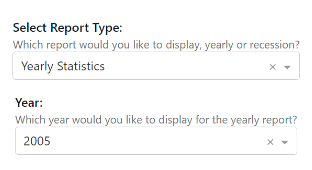 Select Report Type:
Which report would you like to display, yearly or recession?
Yearly Statistics
Year:
Which year would you like to display for the yearly report?
2005